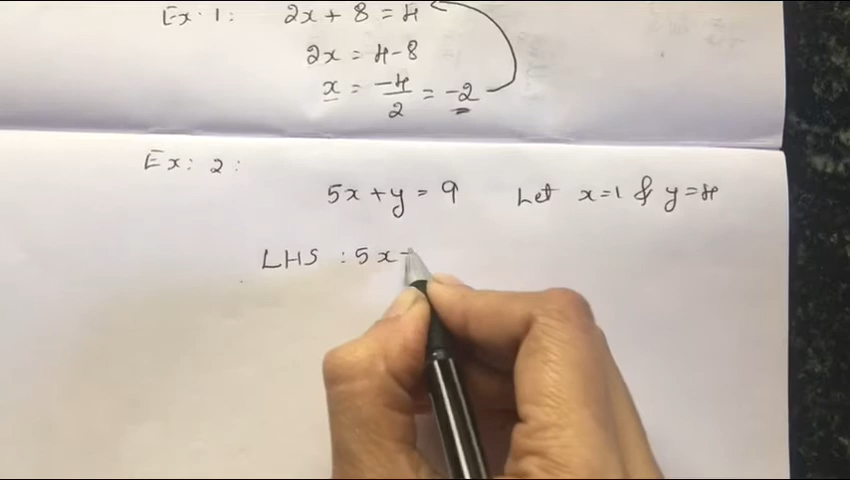 Ex. 1: 2x + 8 = 4
2x = 4-8
x = -4/2 = -2
Ex: 2:
5x + y = 9 Let x=1 & y=4
LHS : 5x-